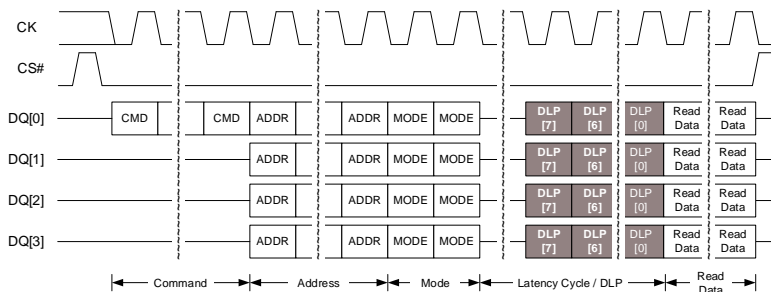 CK
CS#
DQ[0] CMD CMD ADDR ADDR MODE MODE DLP [7] DLP [6] DLP [0] Read Data Read Data
DQ[1] ADDR ADDR MODE MODE DLP [7] DLP [6] DLP [0] Read Data Read Data
DQ[2] ADDR ADDR MODE MODE DLP [7] DLP [6] DLP [0] Read Data Read Data
DQ[3] ADDR ADDR MODE MODE DLP [7] DLP [6] DLP [0] Read Data Read Data
Command Address Mode Latency Cycle / DLP Read Data